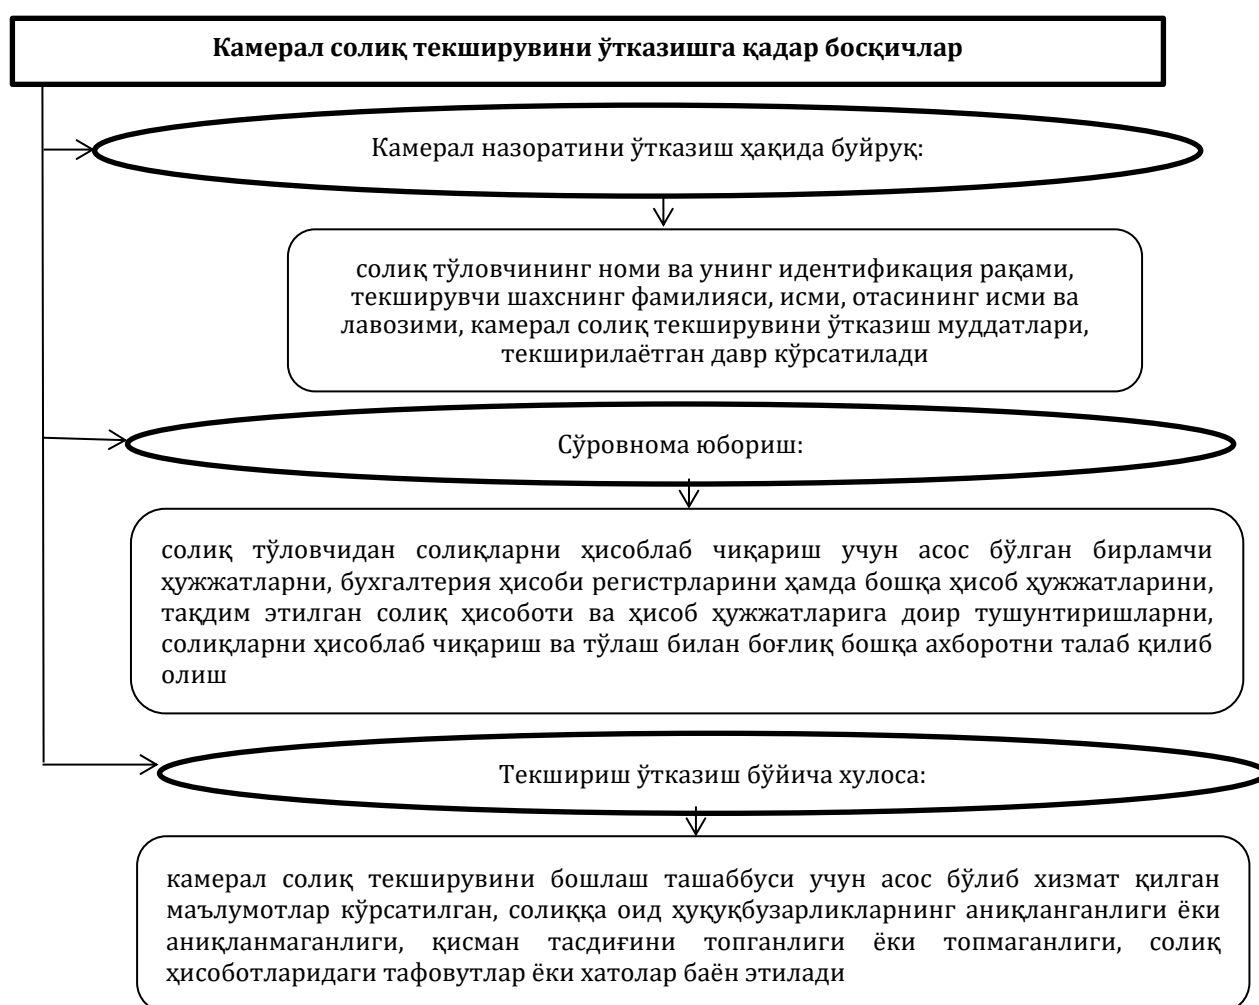 Камерал солиқ текширувини ўтказишга қадар босқичлар
Камерал назоратини ўтказиш ҳақида буйруқ:
солиқ тўловчининг номи ва унинг идентификация рақами,
текширувчи шахснинг фамилияси, исми, отасининг исми ва
лавозими, камерал солиқ текширувини ўтказиш муддатлари,
текширилаётган давр кўрсатилади
Сўровнома юбориш:
солиқ тўловчидан солиқларни ҳисоблаб чиқариш учун асос бўлган бирламчи
ҳужжатларни, бухгалтерия ҳисоби регистрларини ҳамда бошқа ҳисоб ҳужжатларини,
тақдим этилган солиқ ҳисоботи ва ҳисоб ҳужжатларига доир тушунтиришларни,
солиқларни ҳисоблаб чиқариш ва тўлаш билан боғлиқ бошқа ахборотни талаб қилиб
олиш
Текшириш ўтказиш бўйича хулоса:
камерал солиқ текширувини бошлаш ташаббуси учун асос бўлиб хизмат қилган
маълумотлар кўрсатилган, солиққа оид ҳуқуқбузарликларнинг аниқланганлиги ёки
аниқланмаганлиги, қисман тасдиғини топганлиги ёки топмаганлиги, солиқ
ҳисоботларидаги тафовутлар ёки хатолар баён этилади